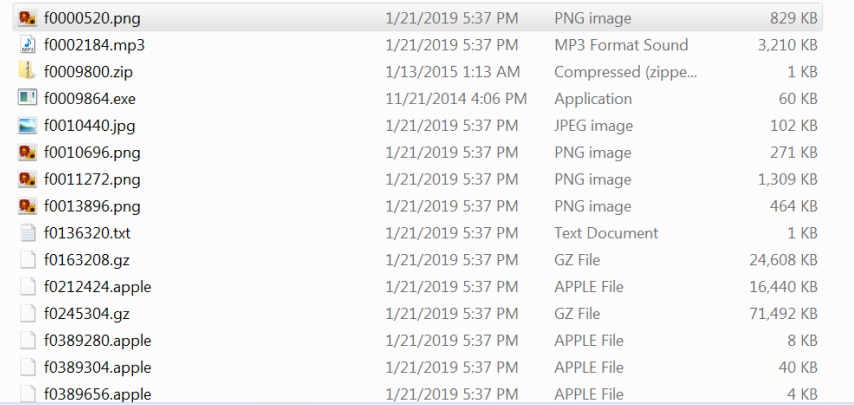 f0000520.png 1/21/2019 5:37 PM PNG image 829 KB
f0002184.mp3 1/21/2019 5:37 PM MP3 Format Sound 3,210 KB
f0009800.zip 1/13/2015 1:13 AM Compressed (zippe... 1 KB
f0009864.exe 11/21/2014 4:06 PM Application 60 KB
f0010440.jpg 1/21/2019 5:37 PM JPEG image 102 KB
f0010696.png 1/21/2019 5:37 PM PNG image 271 KB
f0011272.png 1/21/2019 5:37 PM PNG image 1,309 KB
f0013896.png 1/21/2019 5:37 PM PNG image 464 KB
f0136320.txt 1/21/2019 5:37 PM Text Document 1 KB
f0163208.gz 1/21/2019 5:37 PM GZ File 24,608 KB
f0212424.apple 1/21/2019 5:37 PM APPLE File 16,440 KB
f0245304.gz 1/21/2019 5:37 PM GZ File 71,492 KB
f0389280.apple 1/21/2019 5:37 PM APPLE File 8 KB
f0389304.apple 1/21/2019 5:37 PM APPLE File 40 KB
f0389656.apple 1/21/2019 5:37 PM APPLE File 4 KB